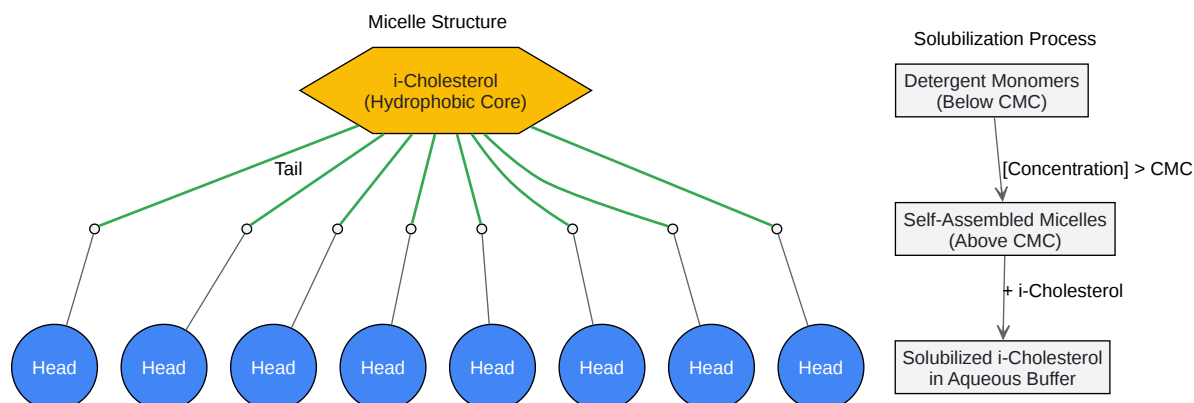 Micelle Structure
i-Cholesterol
(Hydrophobic Core)
Tail
Head
Head
Head
Head
Head
Head
Head
Head
Solubilization Process
Detergent Monomers
(Below CMC)
[Concentration] > CMC
Self-Assembled Micelles
(Above CMC)
+ i-Cholesterol
Solubilized i-Cholesterol
in Aqueous Buffer